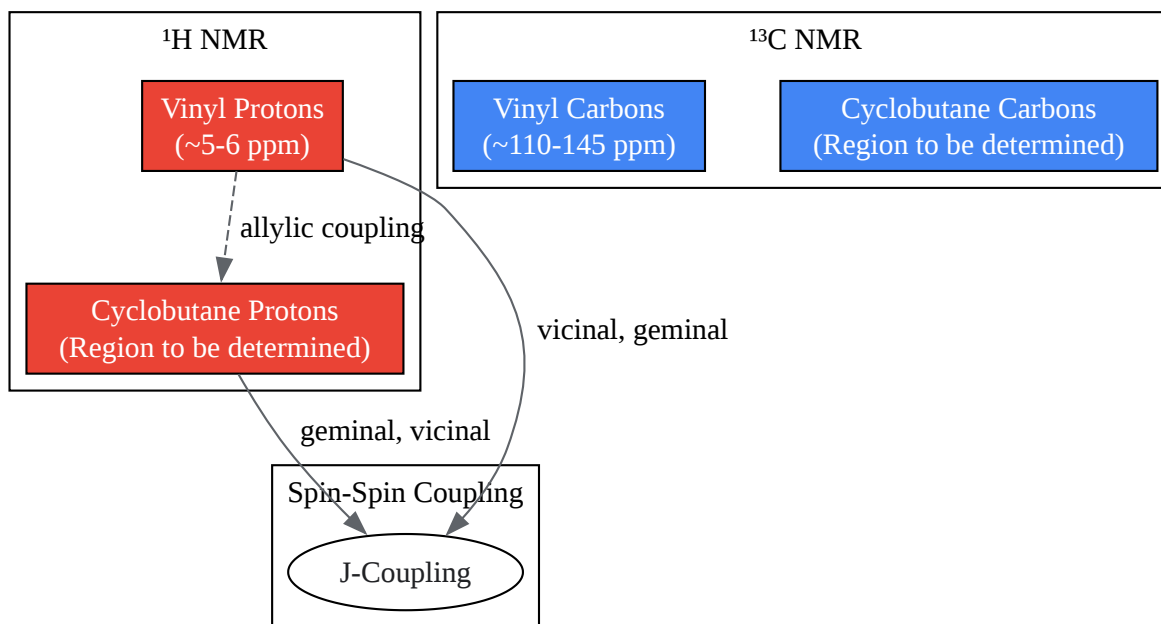 ¹H NMR
Vinyl Protons
(~5-6 ppm)
allylic coupling
Cyclobutane Protons
(Region to be determined)
¹³C NMR
Vinyl Carbons
(~110-145 ppm)
Cyclobutane Carbons
(Region to be determined)
vicinal, geminal
geminal, vicinal
Spin-Spin Coupling
J-Coupling